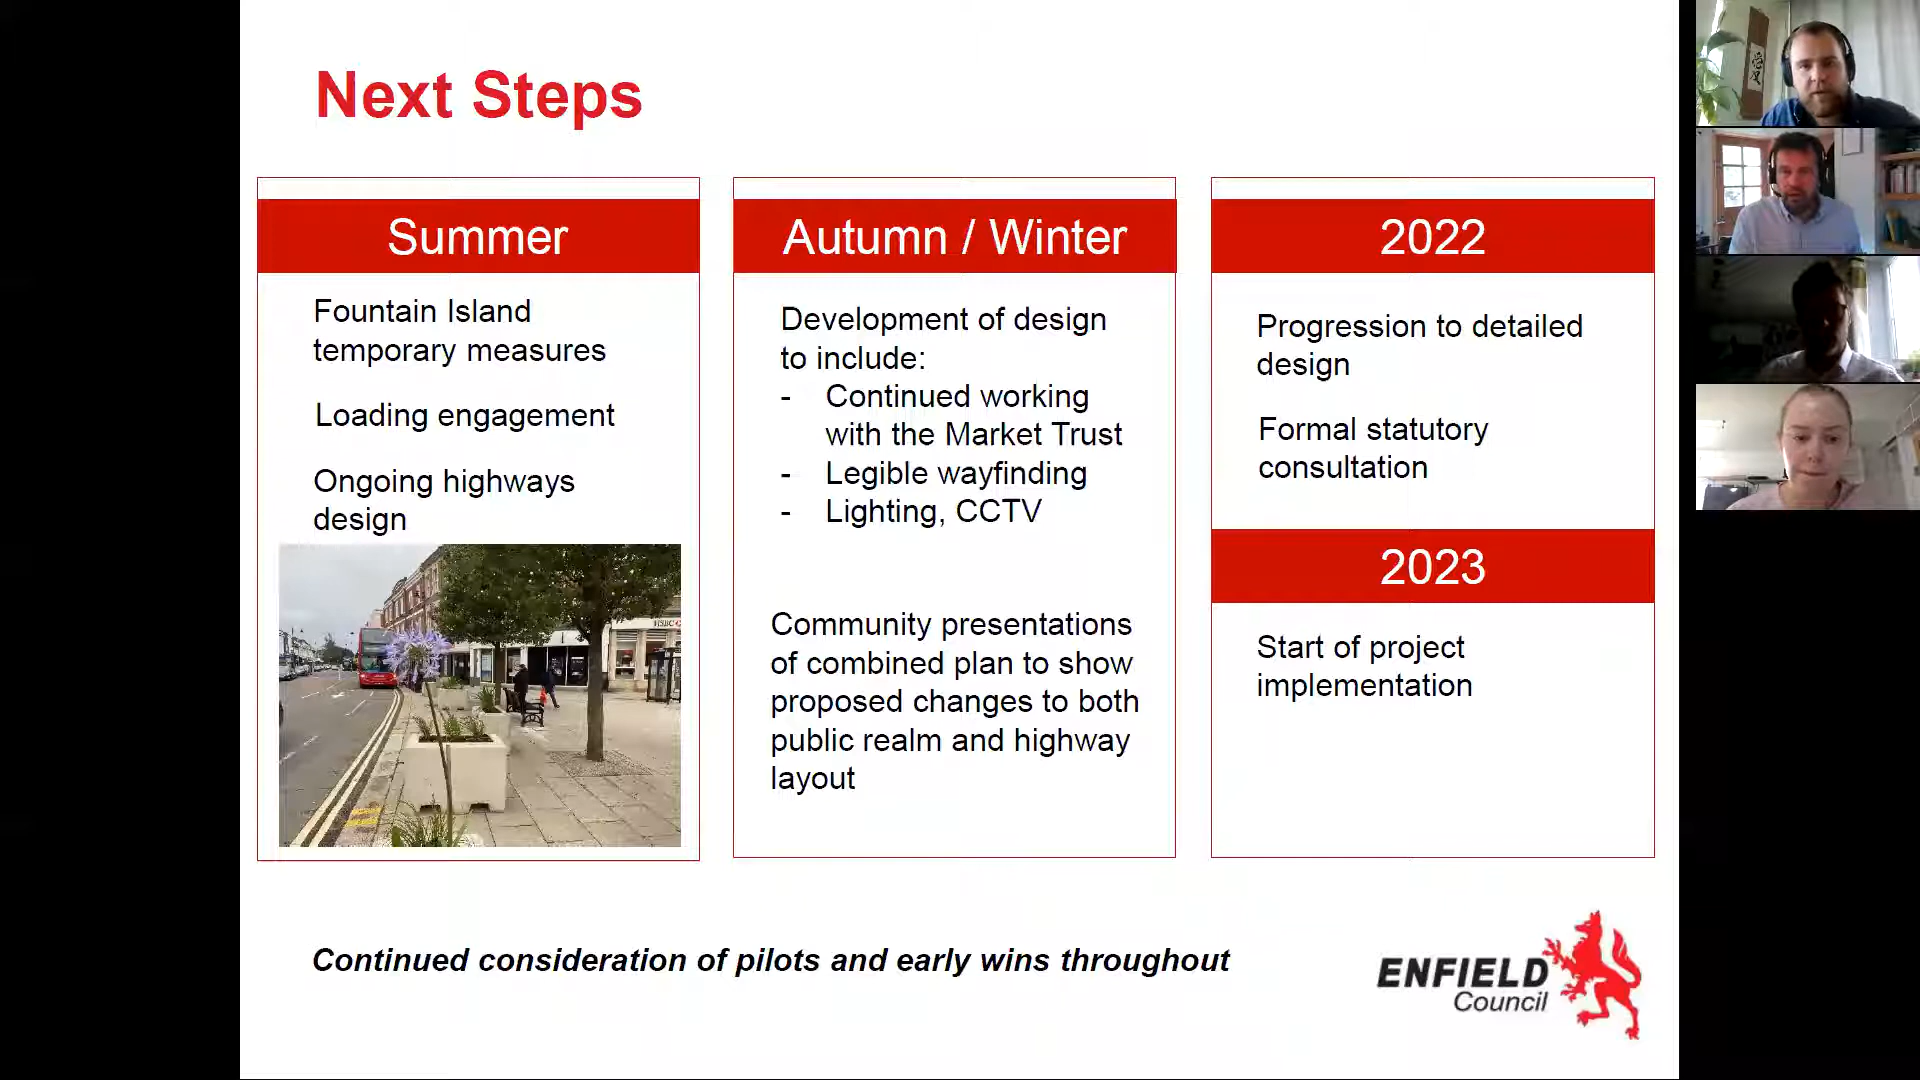 Next Steps
Summer
Fountain Island
temporary measures
Loading engagement
Ongoing highways
design
HSBC
Autumn / Winter
Development of design
to include:
- Continued working
with the Market Trust
- Legible wayfinding
- Lighting, CCTV
Community presentations
of combined plan to show
proposed changes to both
public realm and highway
layout
2022
Progression to detailed
design
Formal statutory
consultation
2023
Start of project
implementation
Continued consideration of pilots and early wins throughout
ENFIELD
Council